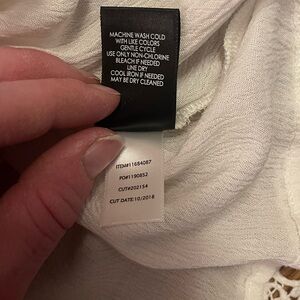 MACHINE WASH COLD
WITH LIKE COLORS
GENTLE CYCLE
USE ONLY NON-CHLORINE
BLEACH IF NEEDED
LINE DRY
COOL IRON IF NEEDED
MAY BE DRY CLEANED
ITEM#11684087
PO#1190852
CUT#202154
CUT DATE:10/2018